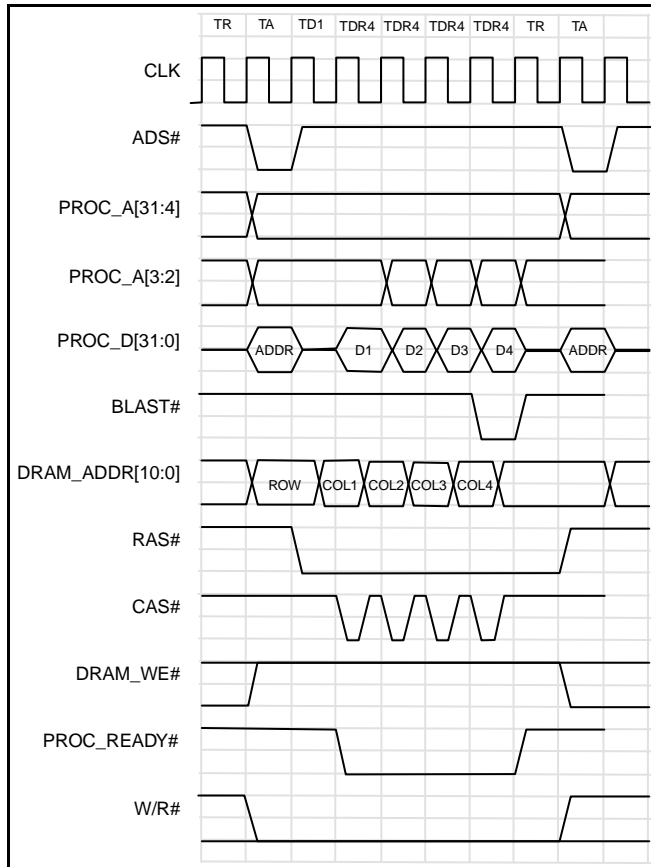 TR TA TD1 TDR4 TDR4 TDR4 TDR4 TR TA
CLK
ADS#
PROC_A[31:4]
PROC_A[3:2]
PROC_D[31:0] ADDR D1 D2 D3 D4 ADDR
BLAST#
DRAM_ADDR[10:0] ROW COL1 COL2 COL3 COL4
RAS#
CAS#
DRAM_WE#
PROC_READY#
W/R#